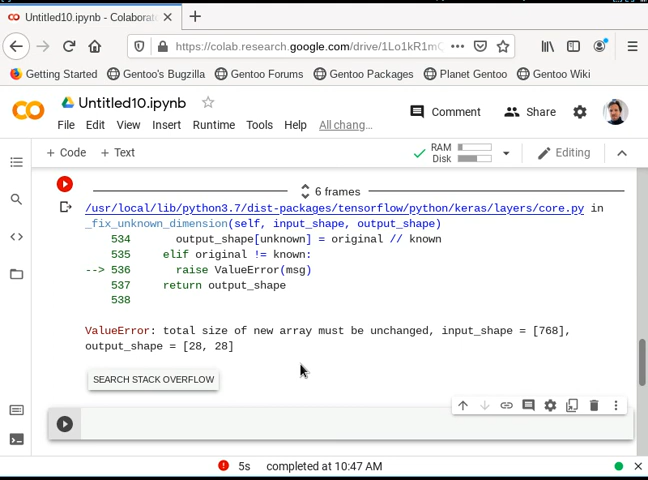 Untitled10.ipynb - Colaborat
https://colab.research.google.com/drive/1Lo1kR1m
Getting Started Gentoo's Bugzilla Gentoo Forums Gentoo Packages Planet Gentoo Gentoo Wiki
Untitled10.ipynb
Comment Share
File Edit View Insert Runtime Tools Help All chang…
+ Code + Text
RAM
Disk
Editing
6 frames
/usr/local/lib/python3.7/dist-packages/tensorflow/python/keras/layers/core.py in
_fix_unknown_dimension(self, input_shape, output_shape)
534 output_shape[unknown] = original // known
535 elif original != known:
--> 536 raise ValueError(msg)
537 return output_shape
538
ValueError: total size of new array must be unchanged, input_shape = [768],
output_shape = [28, 28]
SEARCH STACK OVERFLOW
5s completed at 10:47 AM